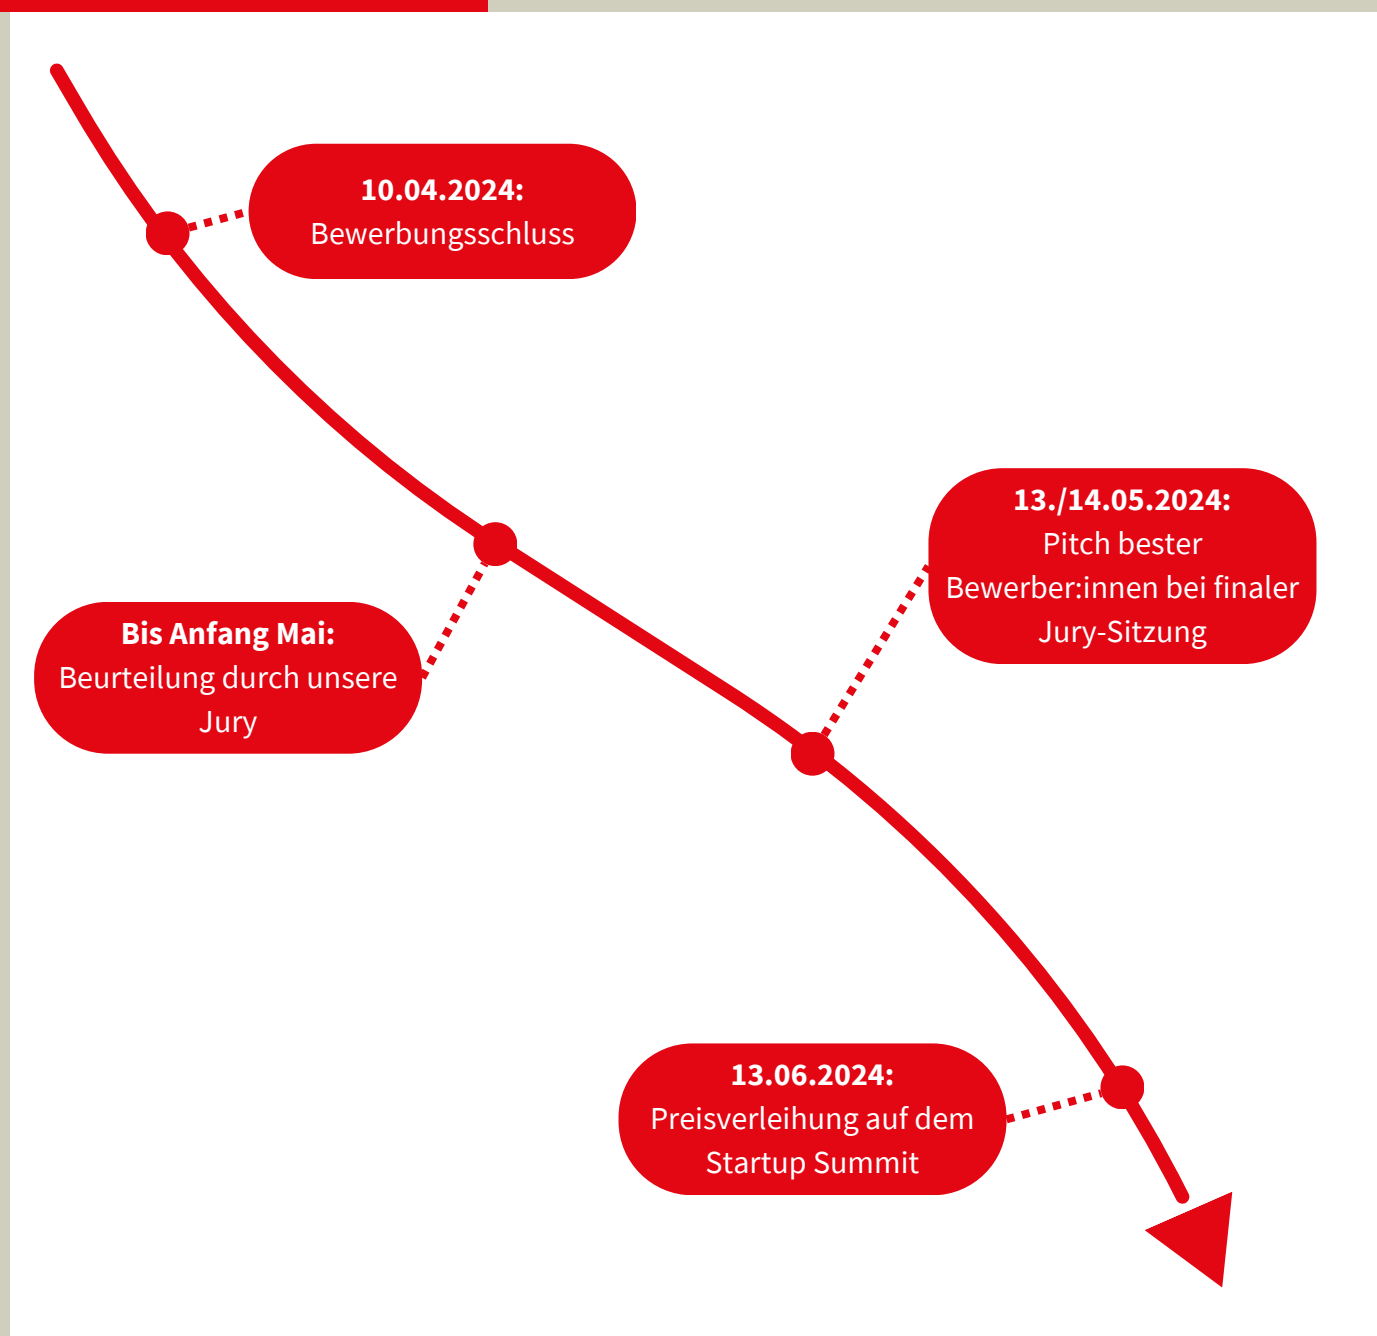 10.04.2024:
Bewerbungsschluss
Bis Anfang Mai:
Beurteilung durch unsere
Jury
13./14.05.2024:
Pitch bester
Bewerber:innen bei finaler
Jury-Sitzung
13.06.2024:
Preisverleihung auf dem
Startup Summit